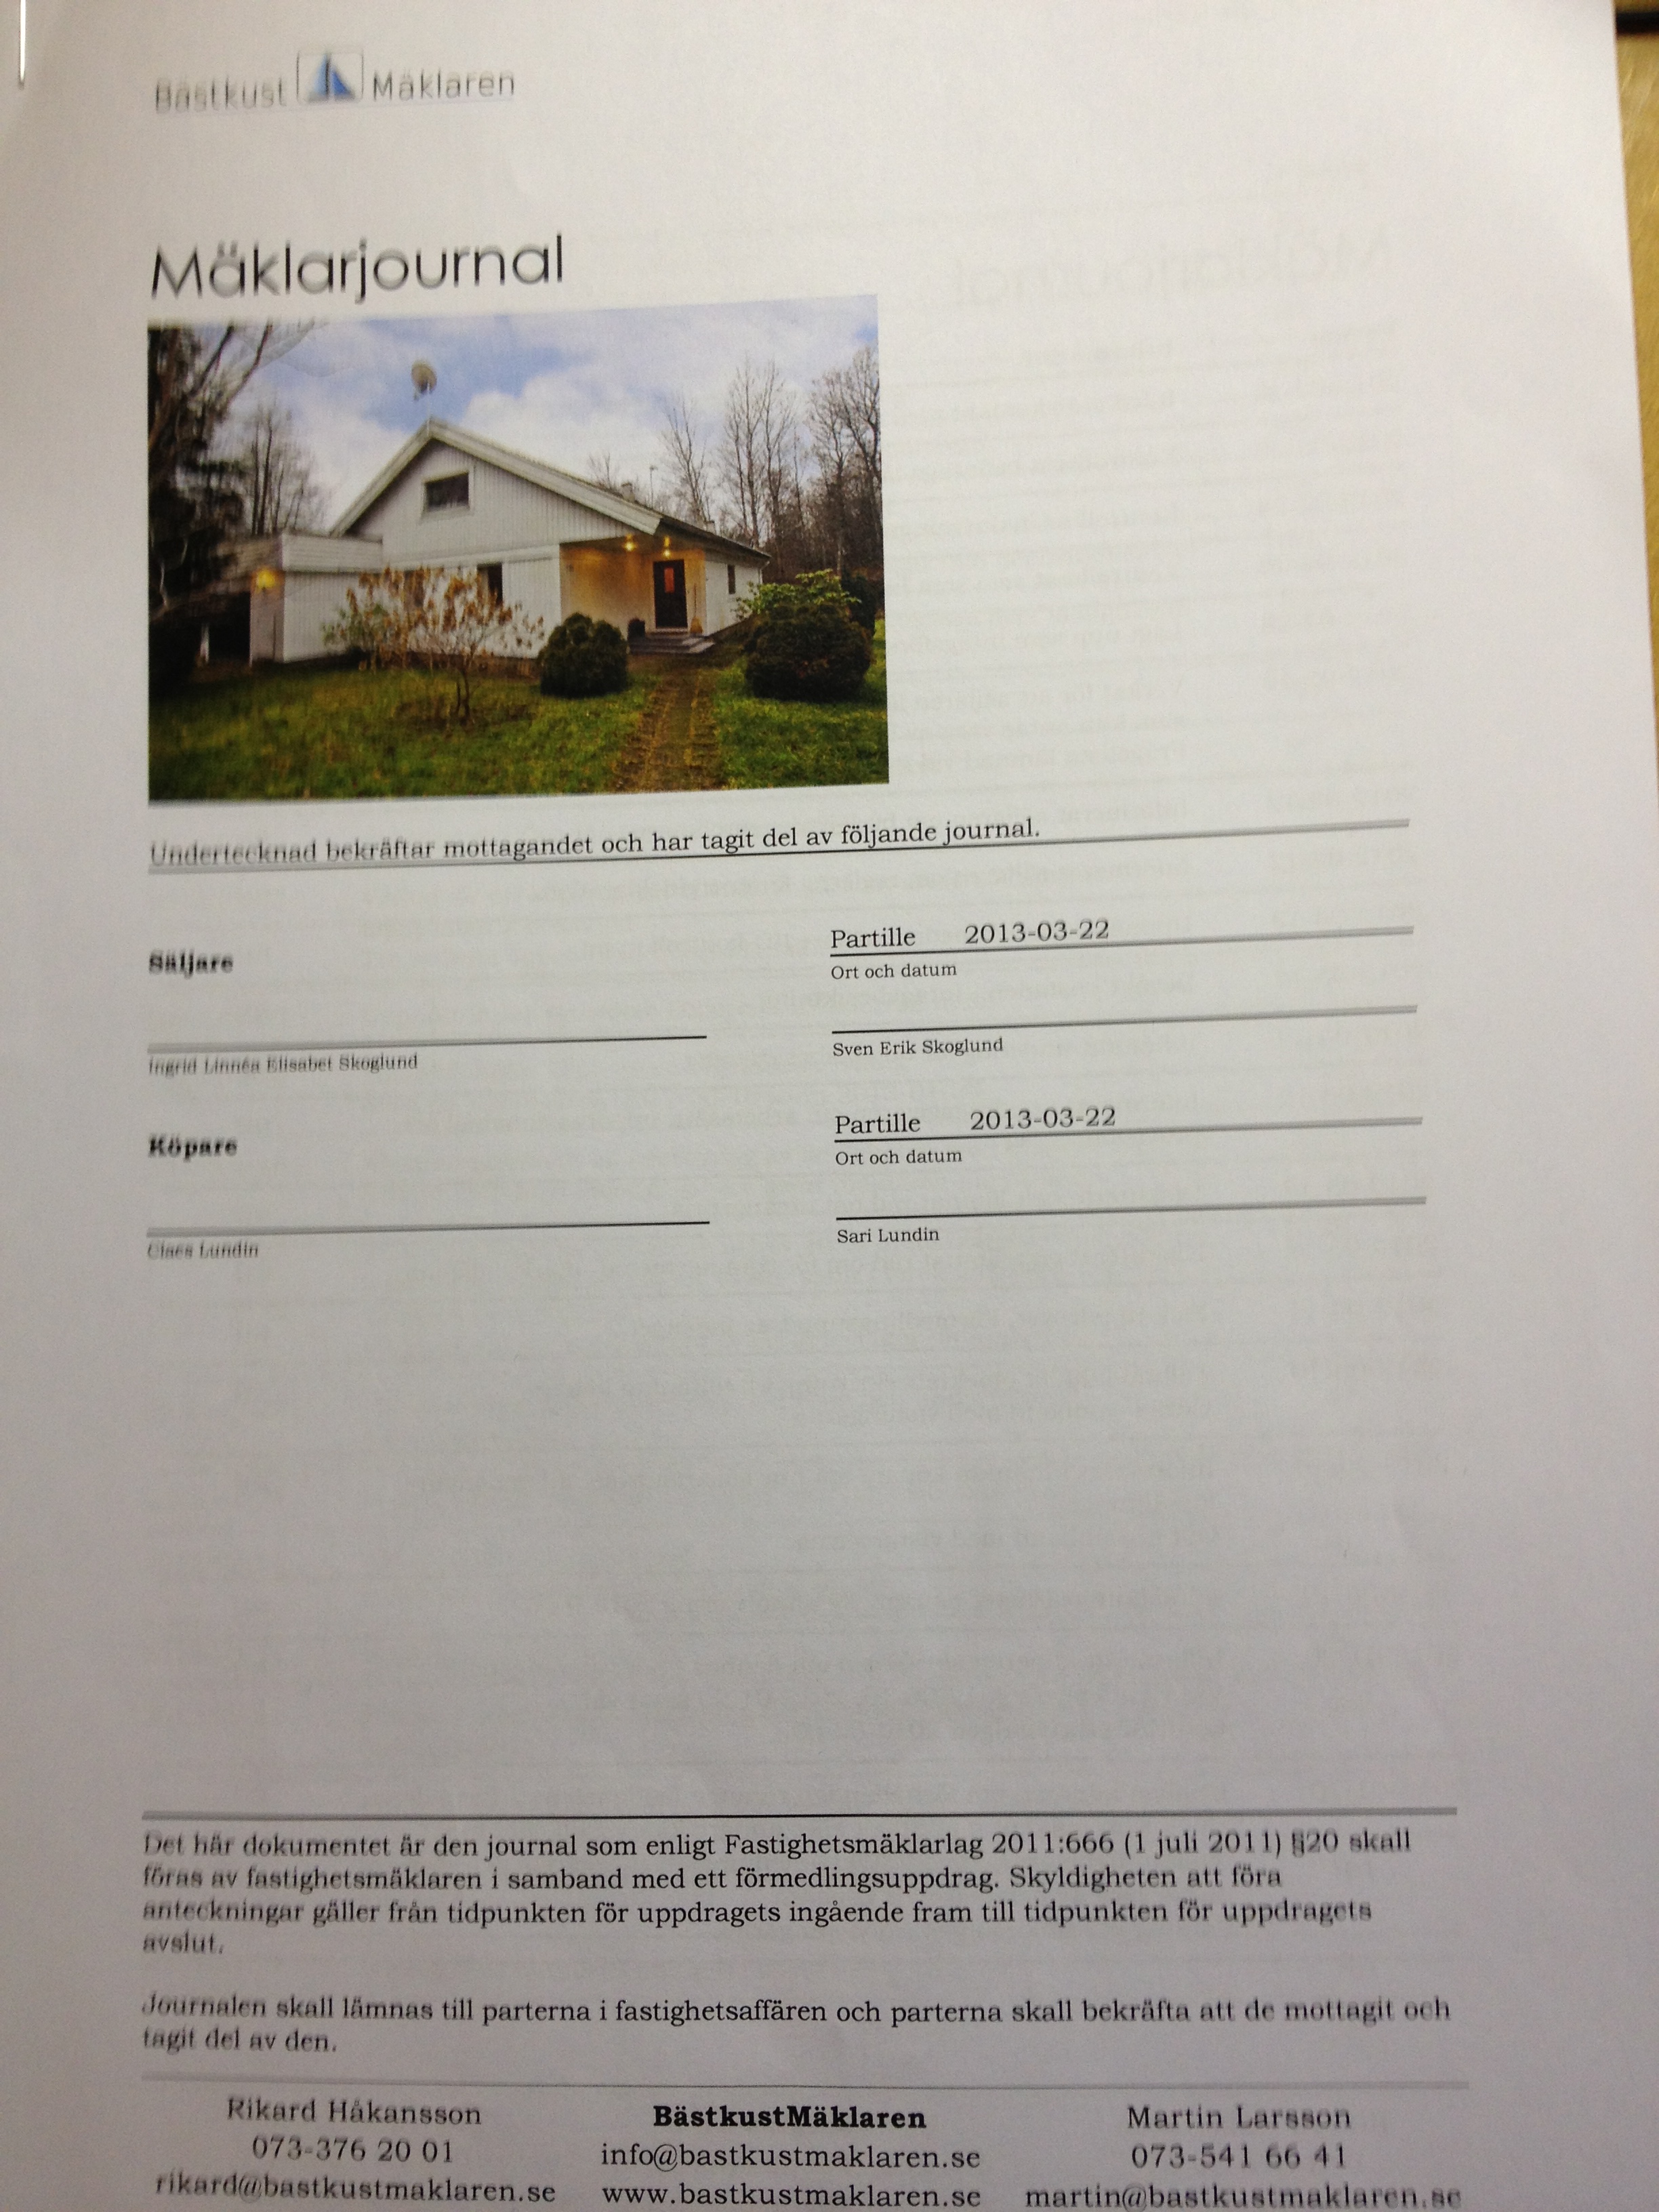 Bästkust Mäklaren
Mäklarjournal
Undertecknad bekräftar mottagandet och har tagit del av följande journal.
Säljare
Partille 2013-03-22
Ort och datum
Ingrid Linnéa Elisabet Skoglund
Sven Erik Skoglund
Köpare
Partille 2013-03-22
Ort och datum
Claes Lundin
Sari Lundin
Det här dokumentet är den journal som enligt Fastighetsmäklarlag 2011:666 (1 juli 2011) §20 skall
föras av fastighetsmäklaren i samband med ett förmedlingsuppdrag. Skyldigheten att föra
anteckningar gäller från tidpunkten för uppdragets ingående fram till tidpunkten för uppdragets
avslut.
Journalen skall lämnas till parterna i fastighetsaffären och parterna skall bekräfta att de mottagit och
tagit del av den.
Rikard Håkansson
073-376 20 01
rikard@bastkustmaklaren.se
BästkustMäklaren
info@bastkustmaklaren.se
www.bastkustmaklaren.se
Martin Larsson
073-541 66 41
martin@bastkustmaklaren.se